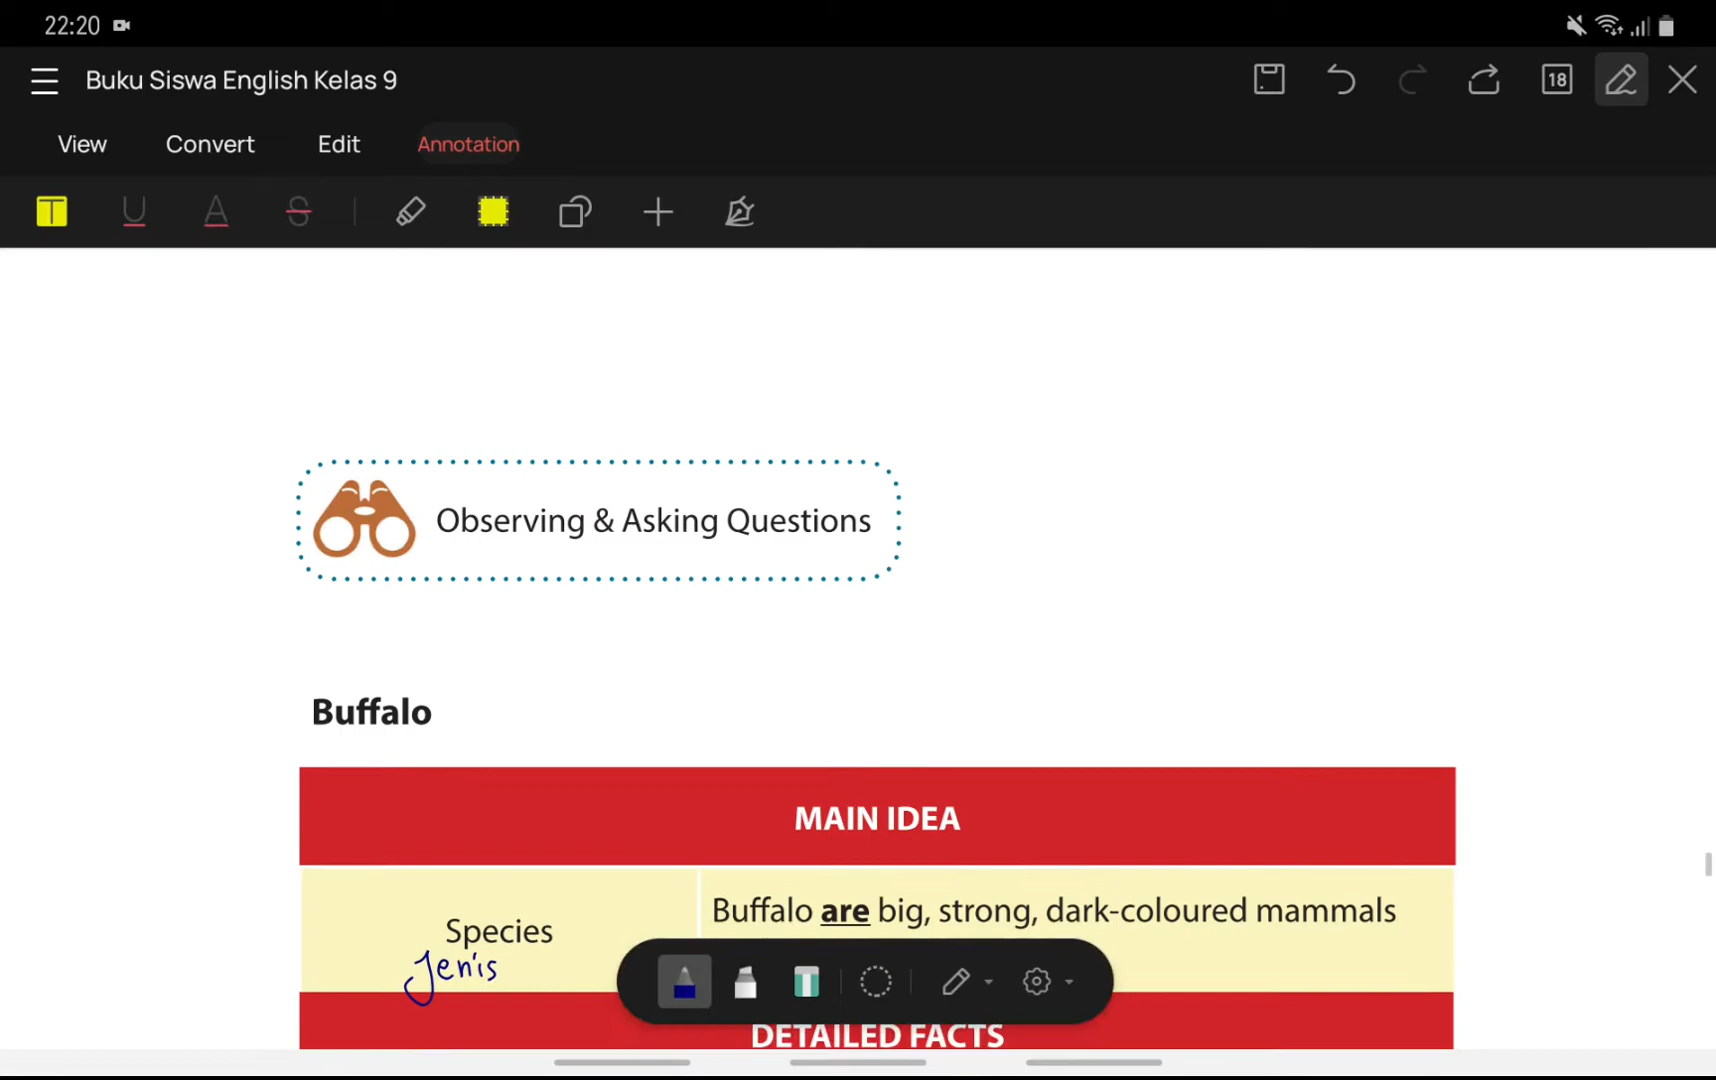 22:20
Buku Siswa English Kelas 9
18
View Convert Edit Annotation
T U A S
Observing & Asking Questions
Buffalo
MAIN IDEA
Species
Jenis
Buffalo are big, strong, dark-coloured mammals
DETAILED FACTS